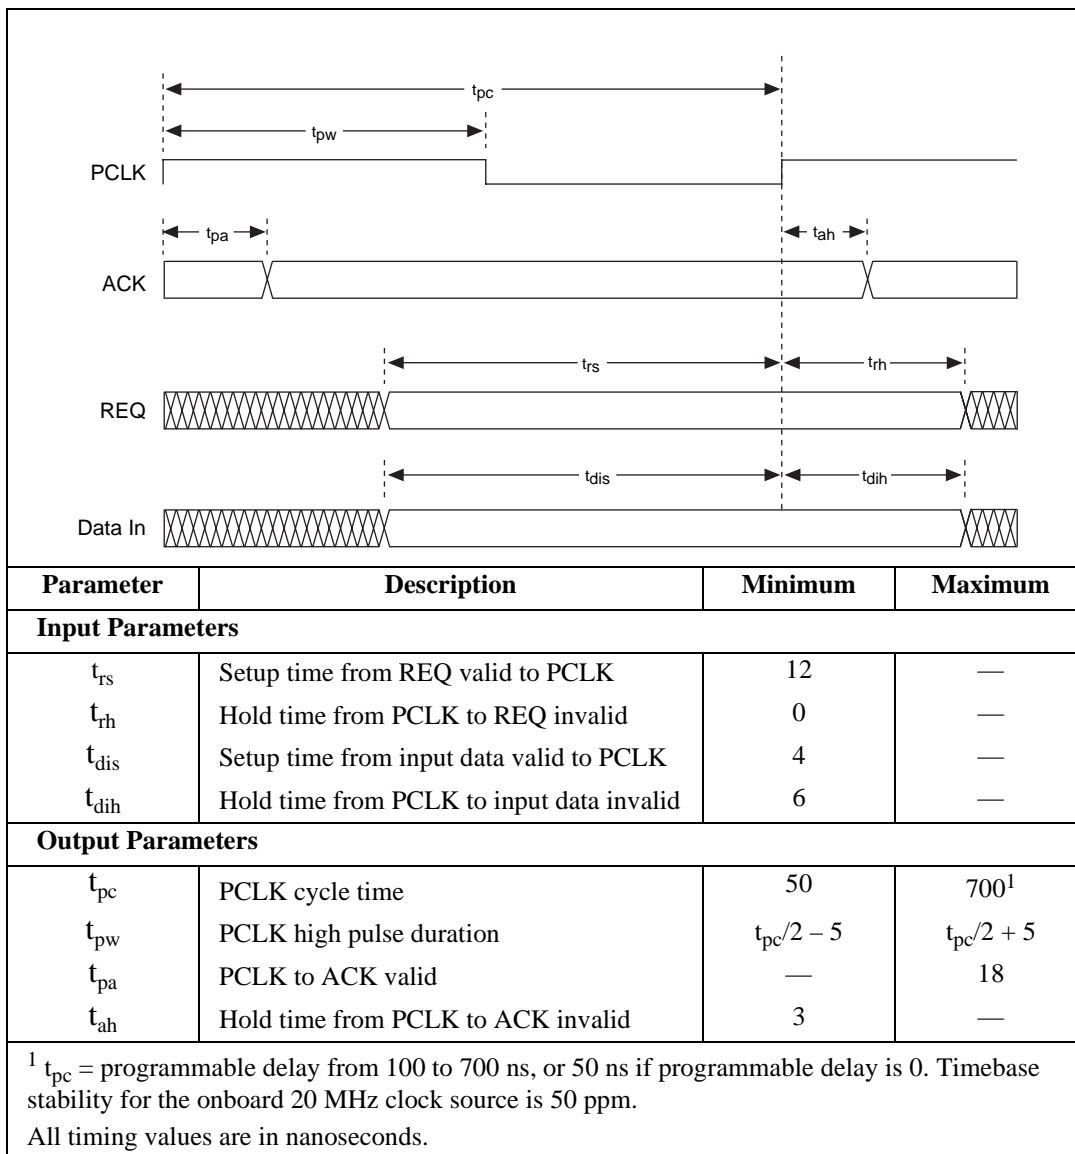 tpc
tpw
PCLK
tpa
tah
ACK
trs
trh
REQ
tdis
tdih
Data In
Parameter Description Minimum Maximum
Input Parameters
trs Setup time from REQ valid to PCLK 12 —
trh Hold time from PCLK to REQ invalid 0 —
tdis Setup time from input data valid to PCLK 4 —
tdih Hold time from PCLK to input data invalid 6 —
Output Parameters
tpc PCLK cycle time 50 700¹
tpw PCLK high pulse duration tpc/2 – 5 tpc/2 + 5
tpa PCLK to ACK valid — 18
tah Hold time from PCLK to ACK invalid 3 —
¹ tpc = programmable delay from 100 to 700 ns, or 50 ns if programmable delay is 0. Timebase
stability for the onboard 20 MHz clock source is 50 ppm.
All timing values are in nanoseconds.